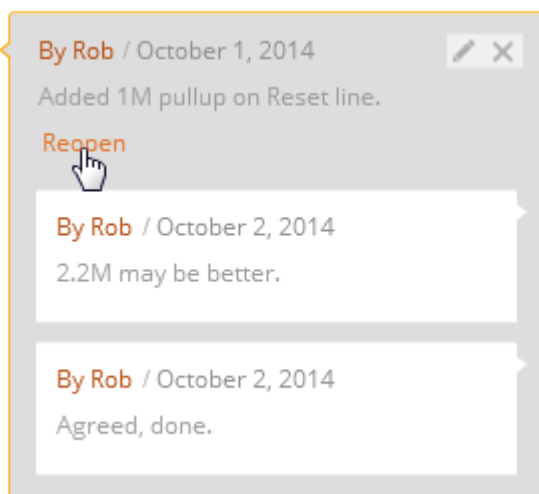 By Rob / October 1, 2014
Added 1M pullup on Reset line.
Reopen
By Rob / October 2, 2014
2.2M may be better.
By Rob / October 2, 2014
Agreed, done.